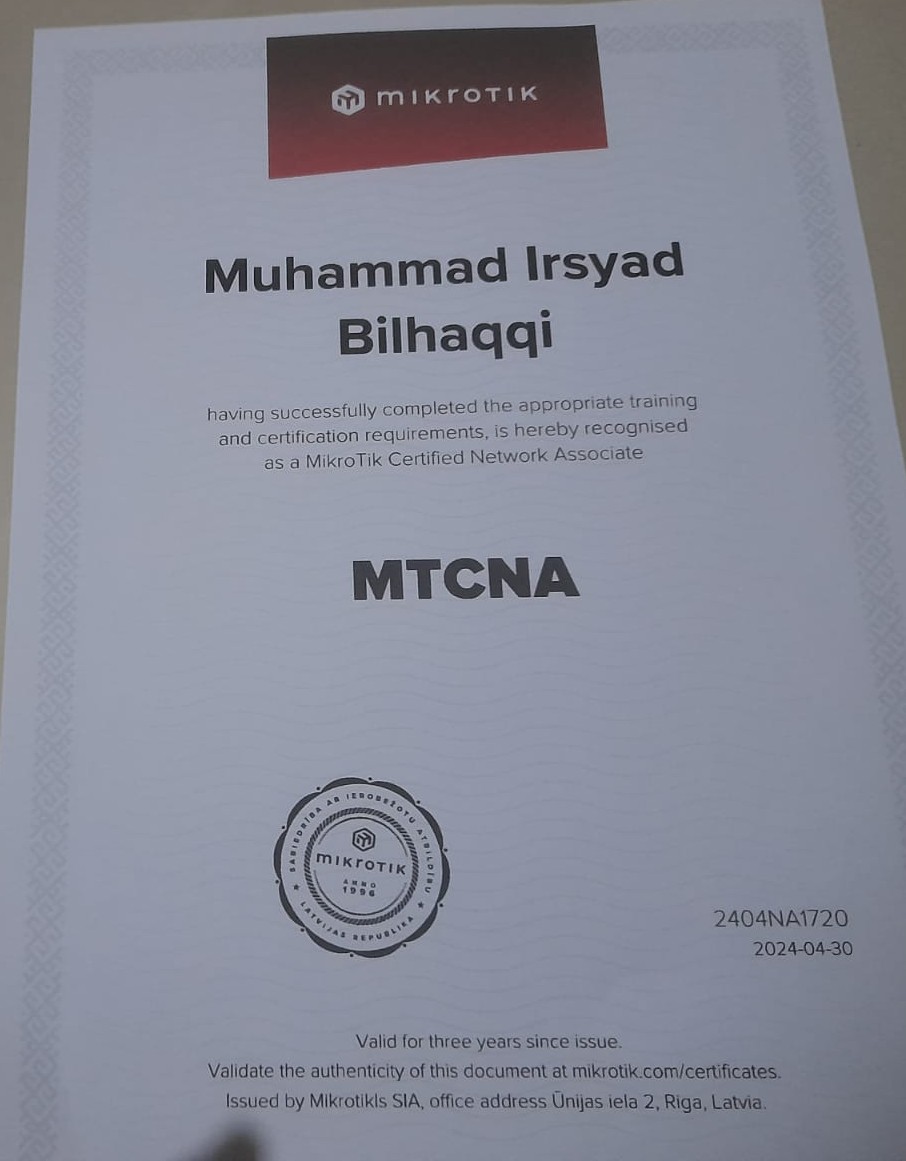 mikrotik
Muhammad Irsyad
Bilhaqqi
having successfully completed the appropriate training
and certification requirements, is hereby recognised
as a MikroTik Certified Network Associate
MTCNA
SABIEDRĪBA AR IEROBEŽOTU ATBILDĪBU
mikrotik
ANNO
1996
★ LATVIJAS REPUBLIKA ★
2404NA1720
2024-04-30
Valid for three years since issue.
Validate the authenticity of this document at mikrotik.com/certificates.
Issued by Mikrotikls SIA, office address Ūnijas iela 2, Riga, Latvia.